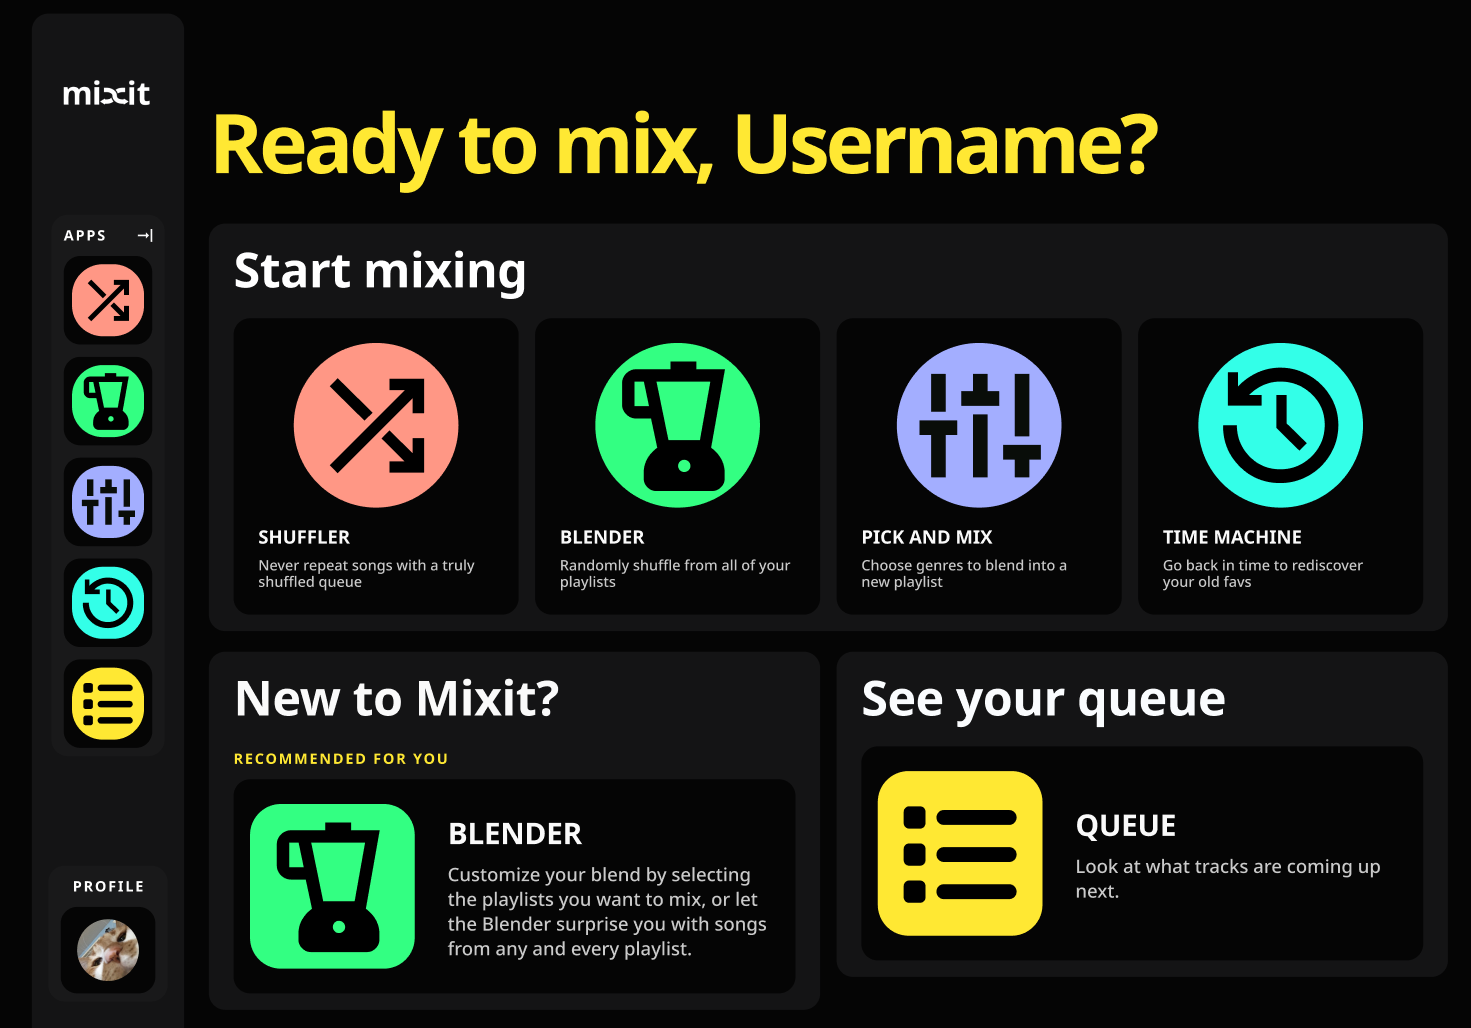 mixit
Ready to mix, Username?
APPS
Start mixing
SHUFFLER
Never repeat songs with a truly
shuffled queue
BLENDER
Randomly shuffle from all of your
playlists
PICK AND MIX
Choose genres to blend into a
new playlist
TIME MACHINE
Go back in time to rediscover
your old favs
New to Mixit?
RECOMMENDED FOR YOU
BLENDER
Customize your blend by selecting
the playlists you want to mix, or let
the Blender surprise you with songs
from any and every playlist.
See your queue
QUEUE
Look at what tracks are coming up
next.
PROFILE